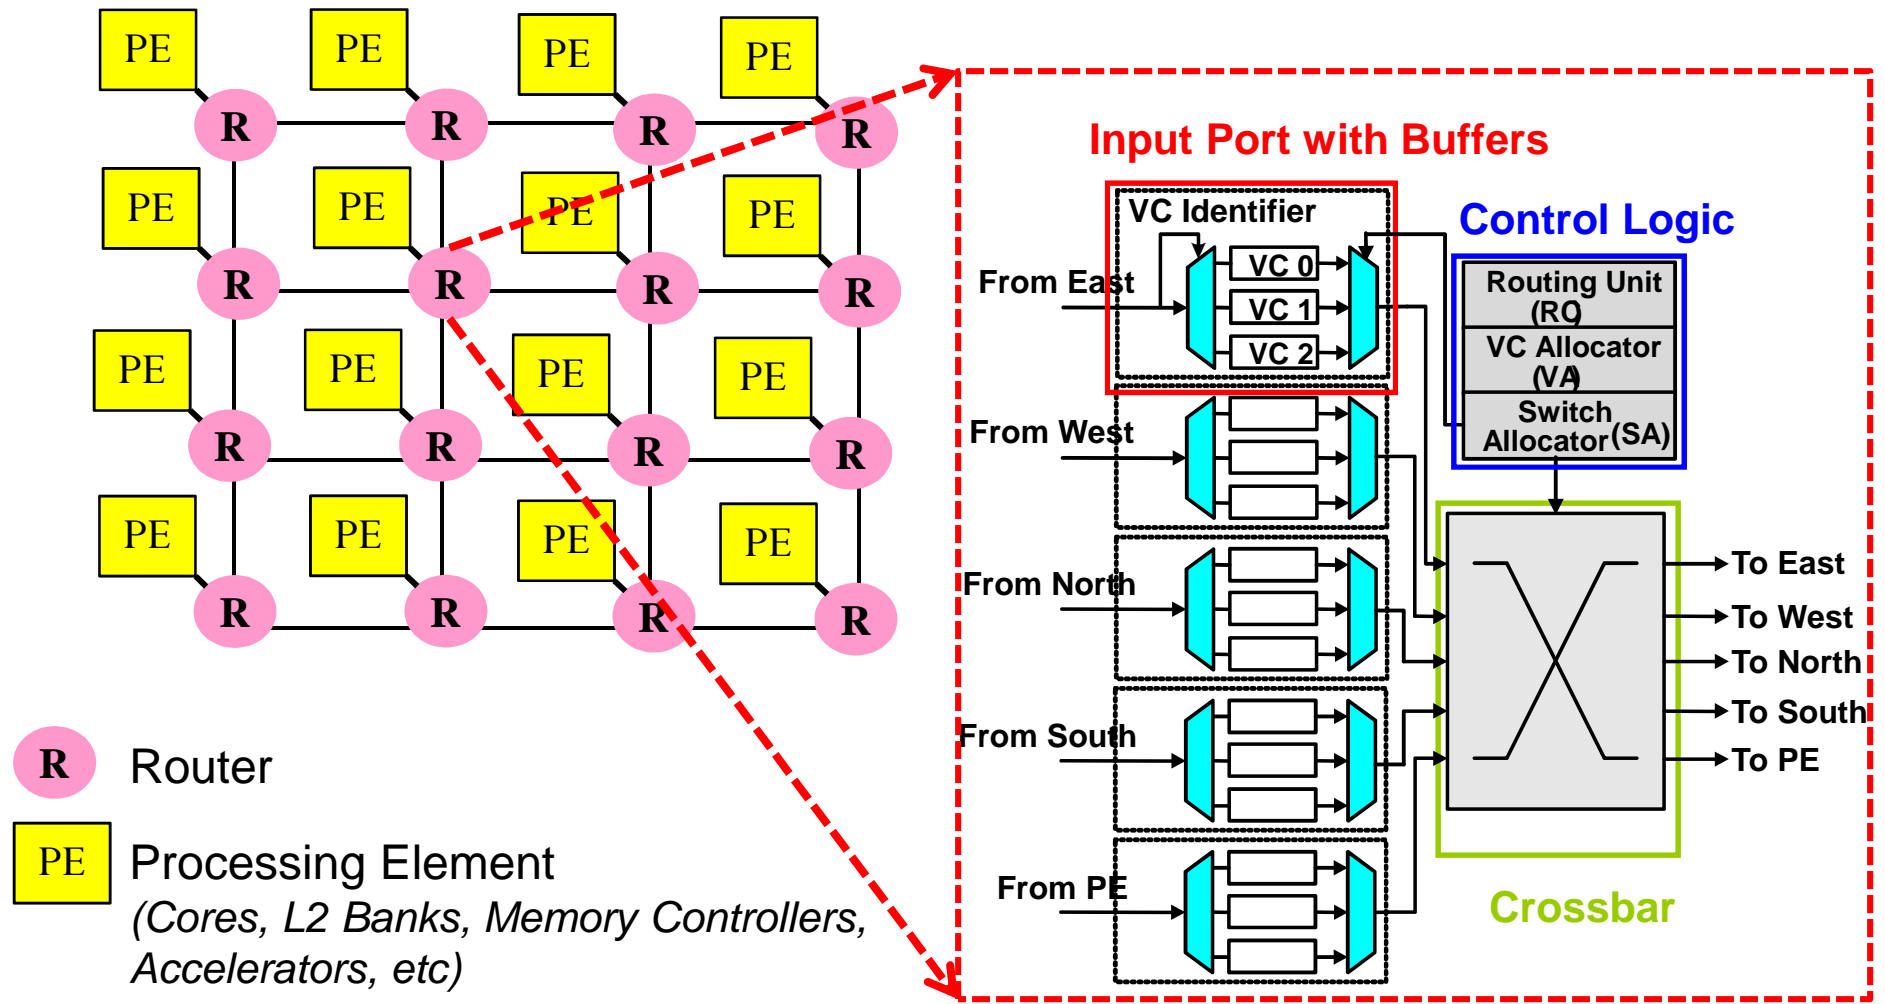 PE PE PE PE
R R R R
PE PE PE PE
R R R R
PE PE PE PE
R R R R
PE PE PE PE
R R R R
R Router
PE Processing Element
(Cores, L2 Banks, Memory Controllers,
Accelerators, etc)
Input Port with Buffers
VC Identifier
From East
VC 0
VC 1
VC 2
From West
From North
From South
From PE
Control Logic
Routing Unit
(RC)
VC Allocator
(VA)
Switch
Allocator (SA)
To East
To West
To North
To South
To PE
Crossbar